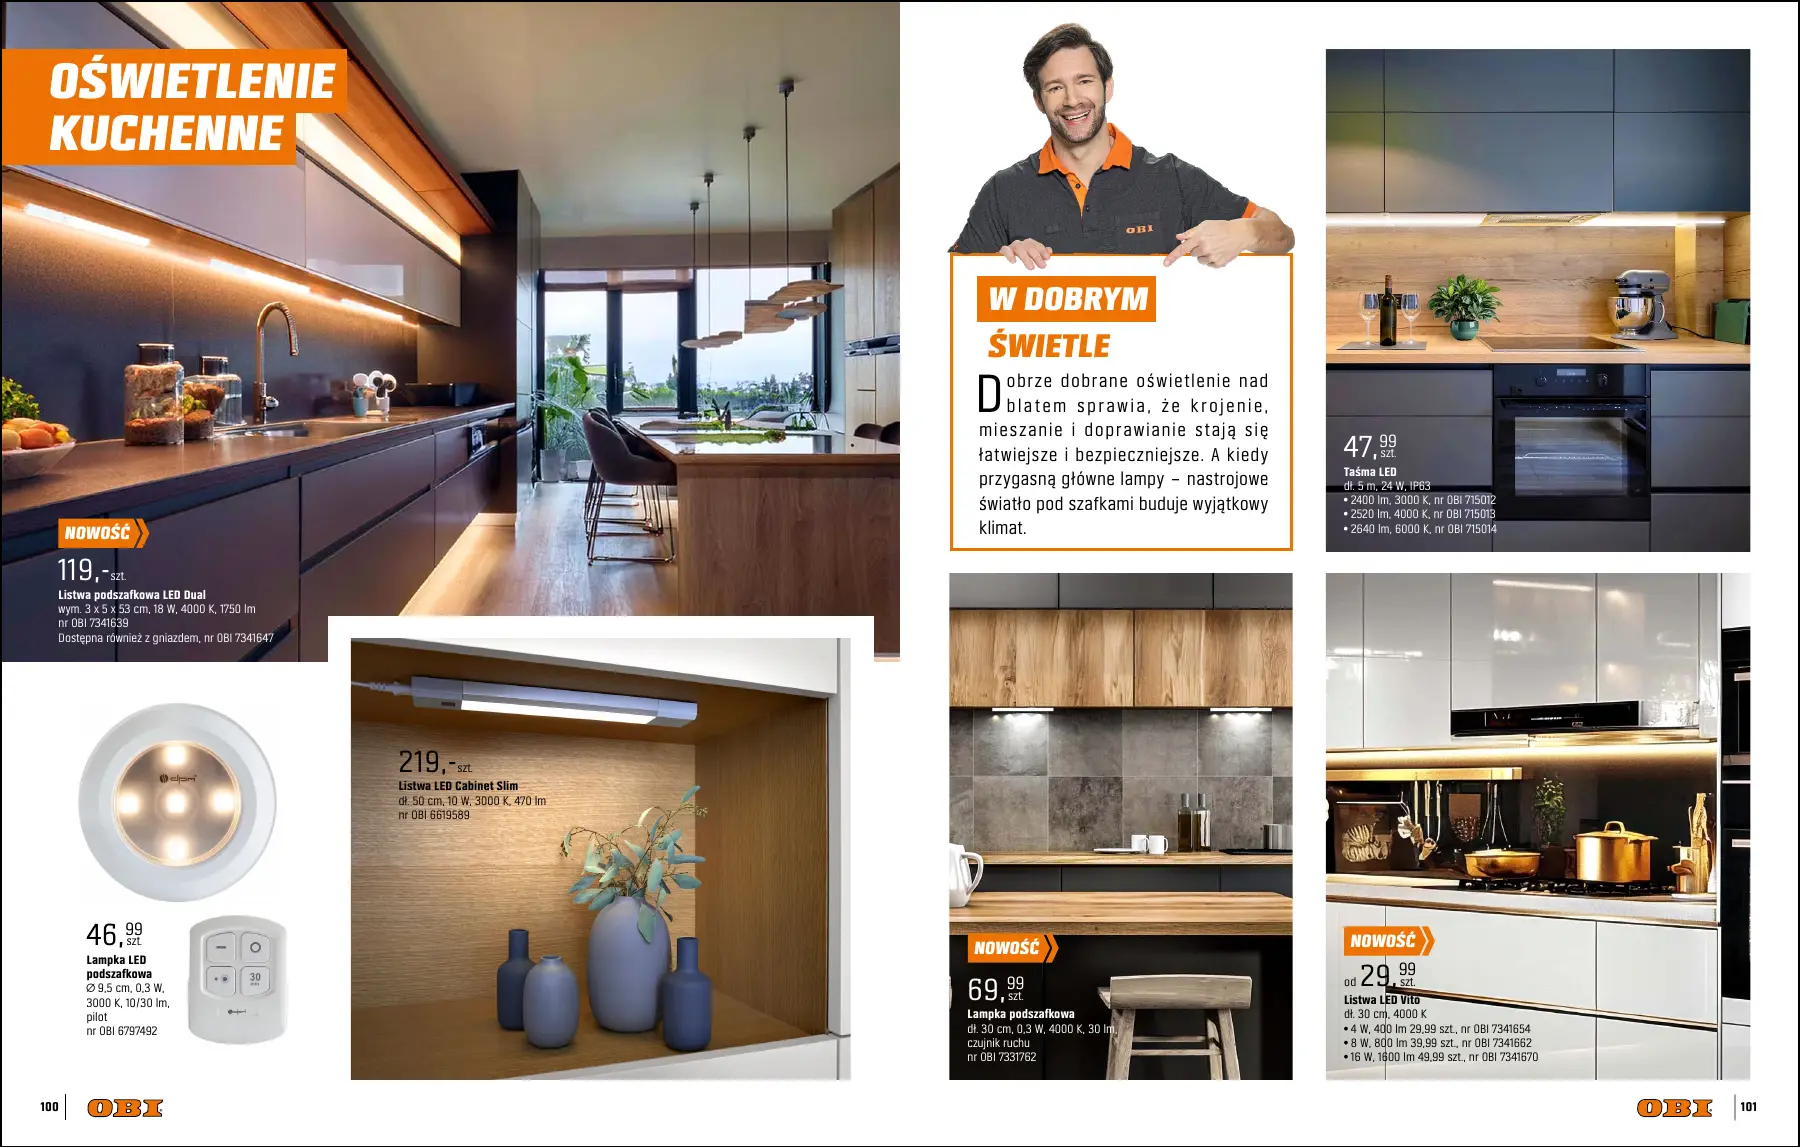 OŚWIETLENIE
KUCHENNE
NOWOŚĆ
119,-szt.
Listwa podszafkowa LED Dual
wym. 3 x 5 x 53 cm, 18 W, 4000 K, 1750 lm
nr OBI 7341639
Dostępna również z gniazdem, nr OBI 7341647
dpm
46,99 szt.
Lampka LED
podszafkowa
Ø 9,5 cm, 0,3 W,
3000 K, 10/30 lm,
pilot
nr OBI 6797492
30
min
dpm
219,-szt.
Listwa LED Cabinet Slim
dł. 50 cm, 10 W, 3000 K, 470 lm
nr OBI 6619589
100
OBI
OBI
W DOBRYM
ŚWIETLE
Dobrze dobrane oświetlenie nad
blatem sprawia, że krojenie,
mieszanie i doprawianie stają się
łatwiejsze i bezpieczniejsze. A kiedy
przygasną główne lampy – nastrojowe
światło pod szafkami buduje wyjątkowy
klimat.
47,99 szt.
Taśma LED
dł. 5 m, 24 W, IP63
• 2400 lm, 3000 K, nr OBI 715012
• 2520 lm, 4000 K, nr OBI 715013
• 2640 lm, 6000 K, nr OBI 715014
NOWOŚĆ
69,99 szt.
Lampka podszafkowa
dł. 30 cm, 0,3 W, 4000 K, 30 lm,
czujnik ruchu
nr OBI 7331762
NOWOŚĆ
od 29,99 szt.
Listwa LED Vito
dł. 30 cm, 4000 K
• 4 W, 400 lm 29,99 szt., nr OBI 7341654
• 8 W, 800 lm 39,99 szt., nr OBI 7341662
• 16 W, 1600 lm 49,99 szt., nr OBI 7341670
OBI
101